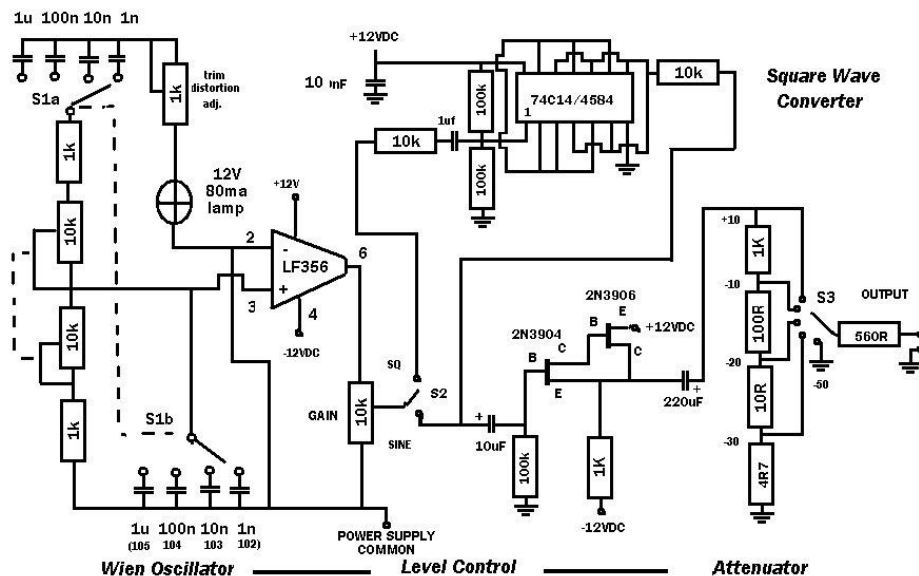 1u 100n 10n 1n
S1a
1k
trim
distortion
adj.
1k
12V
80ma
lamp
10k
10k
1k
S1b
1u 100n 10n 1n
(105 104 103 102)
+12V
2
-
LF356
6
+
3
4
-12VDC
GAIN
10k
SQ
S2
SINE
POWER SUPPLY
COMMON
+12VDC
10 nF
10k
1uf
100k
100k
74C14/4584
1
10k
Square Wave
Converter
+
10uF
100k
2N3904
B
C
E
2N3906
B
E
C
+12VDC
1K
-12VDC
220uF
+
+10
1K
-10
100R
-20
10R
-30
4R7
S3
-50
OUTPUT
560R
Wien Oscillator
Level Control
Attenuator